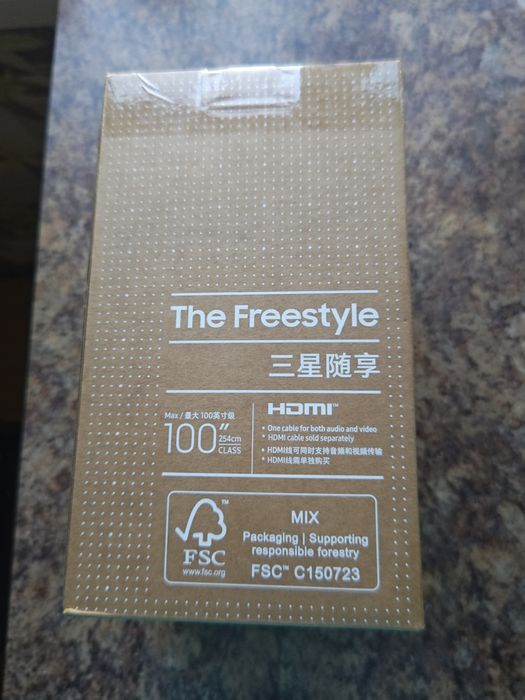 The Freestyle
三星随享
Max / 最大 100英寸级
100" 254cm CLASS
HDMI™
• One cable for both audio and video
• HDMI cable sold separately
• HDMI线可同时支持音频和视频传输
• HDMI线需单独购买
FSC™
www.fsc.org
MIX
Packaging | Supporting
responsible forestry
FSC™ C150723